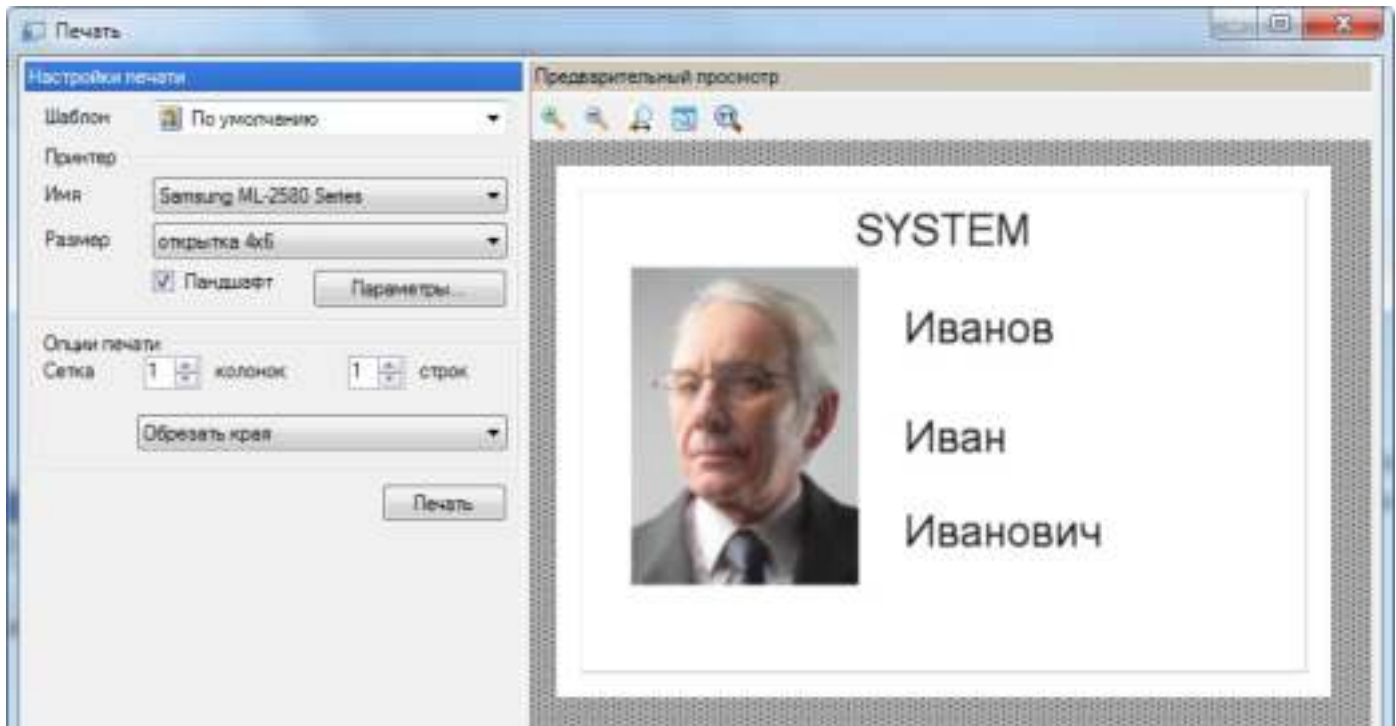 Печать
Настройки печати
Шаблон По умолчанию
Принтер
Имя Samsung ML-2580 Series
Размер открытка 4x6
Ландшафт Параметры...
Опции печати
Сетка 1 колонок 1 строк
Обрезать края
Печать
Предварительный просмотр
SYSTEM
Иванов
Иван
Иванович